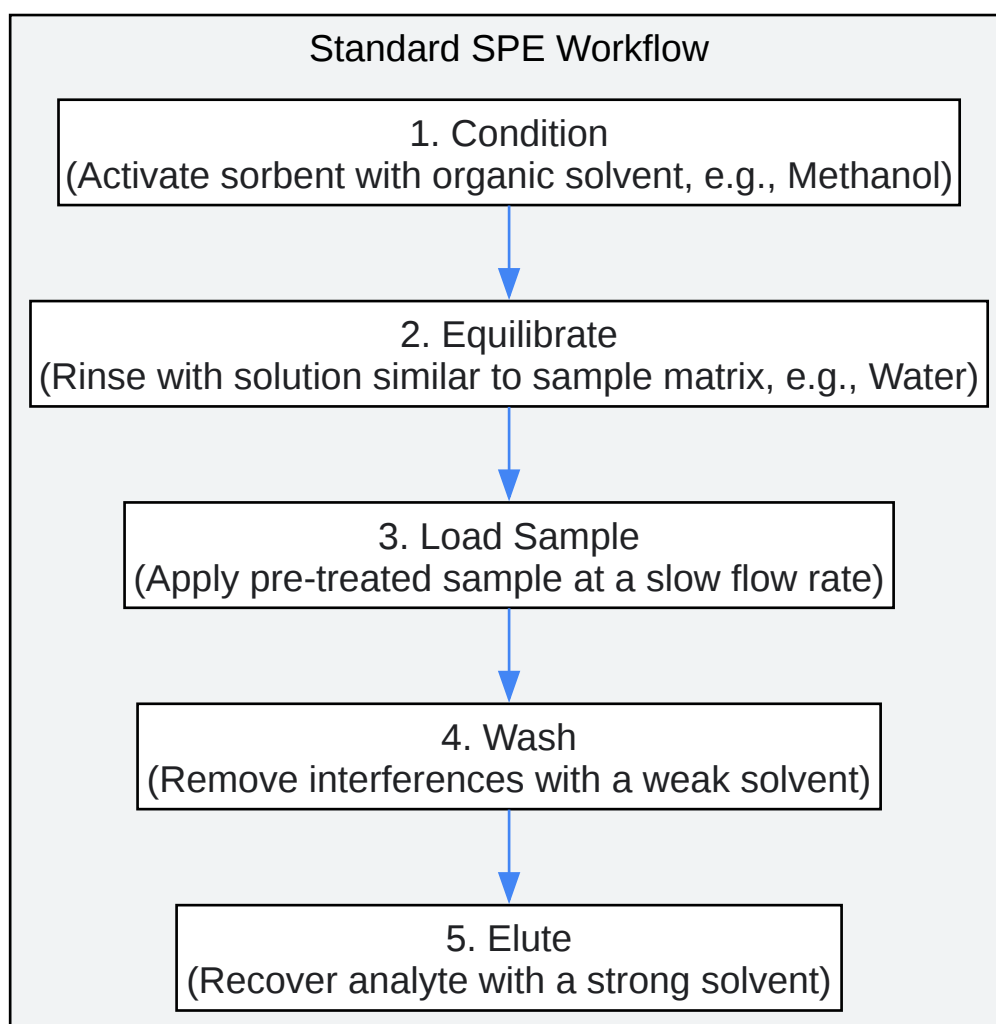 Standard SPE Workflow
1. Condition
(Activate sorbent with organic solvent, e.g., Methanol)
2. Equilibrate
(Rinse with solution similar to sample matrix, e.g., Water)
3. Load Sample
(Apply pre-treated sample at a slow flow rate)
4. Wash
(Remove interferences with a weak solvent)
5. Elute
(Recover analyte with a strong solvent)